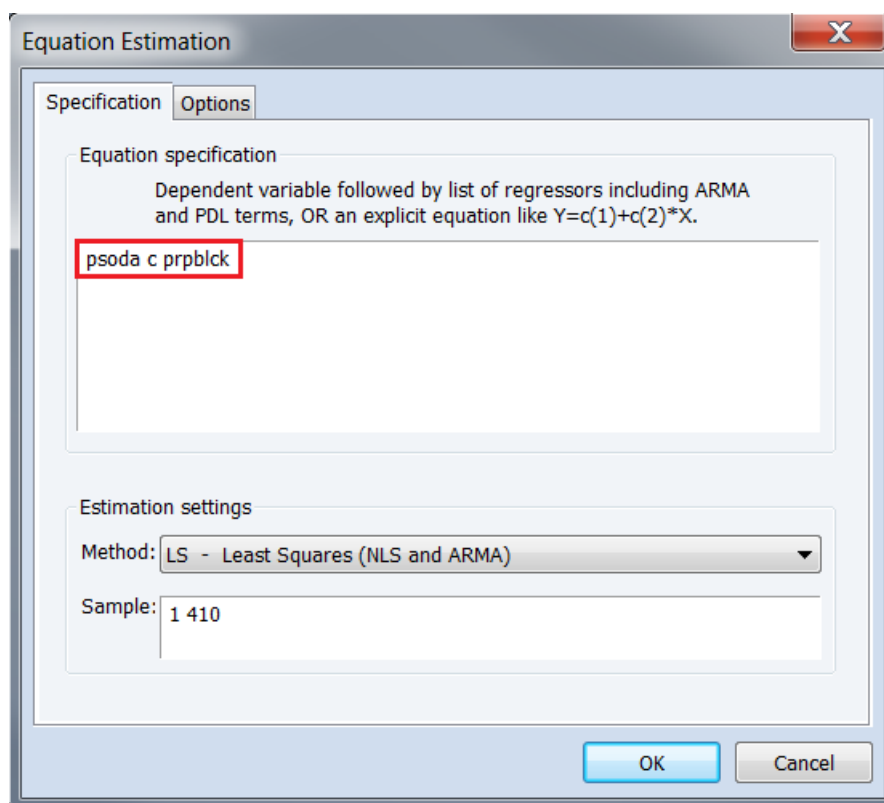 Equation Estimation
Specification
Options
Equation specification
Dependent variable followed by list of regressors including ARMA
and PDL terms, OR an explicit equation like Y=c(1)+c(2)*X.
psoda c prpblck
Estimation settings
Method: LS - Least Squares (NLS and ARMA)
Sample: 1 410
OK
Cancel